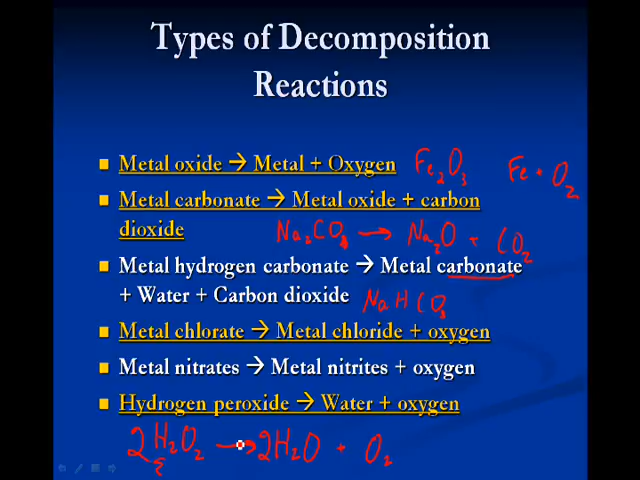 Types of Decomposition
Reactions
Metal oxide → Metal + Oxygen Fe₂O₃ Fe + O₂
Metal carbonate → Metal oxide + carbon
dioxide Na₂CO₃ → Na₂O + CO₂
Metal hydrogen carbonate → Metal carbonate
+ Water + Carbon dioxide NaHCO₃
Metal chlorate → Metal chloride + oxygen
Metal nitrates → Metal nitrites + oxygen
Hydrogen peroxide → Water + oxygen
2H₂O₂ → 2H₂O + O₂